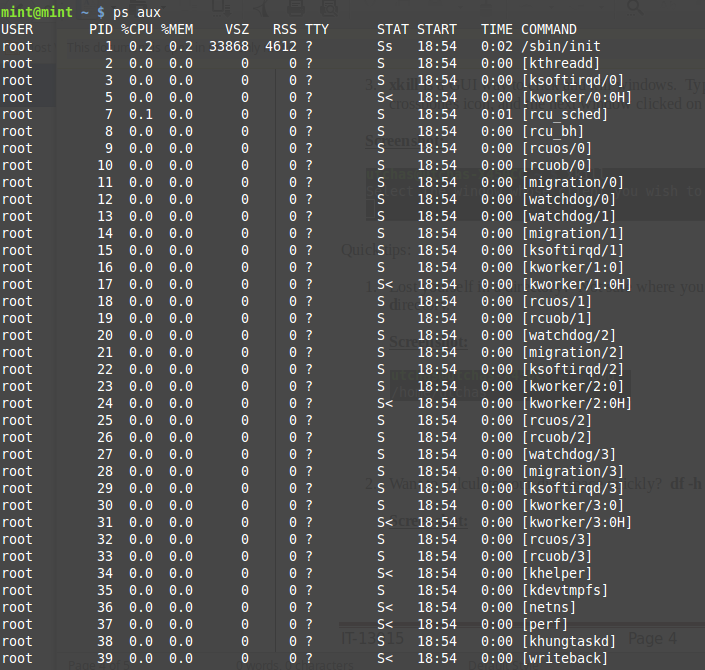 mint@mint ~ $ ps aux
USER PID %CPU %MEM VSZ RSS TTY STAT START TIME COMMAND
root 1 0.2 0.2 33868 4612 ? Ss 18:54 0:02 /sbin/init
root 2 0.0 0.0 0 0 ? S 18:54 0:00 [kthreadd]
root 3 0.0 0.0 0 0 ? S 18:54 0:00 [ksoftirqd/0]
root 5 0.0 0.0 0 0 ? S< 18:54 0:00 [kworker/0:0H]
root 7 0.1 0.0 0 0 ? S 18:54 0:01 [rcu_sched]
root 8 0.0 0.0 0 0 ? S 18:54 0:00 [rcu_bh]
root 9 0.0 0.0 0 0 ? S 18:54 0:00 [rcuos/0]
root 10 0.0 0.0 0 0 ? S 18:54 0:00 [rcuob/0]
root 11 0.0 0.0 0 0 ? S 18:54 0:00 [migration/0]
root 12 0.0 0.0 0 0 ? S 18:54 0:00 [watchdog/0]
root 13 0.0 0.0 0 0 ? S 18:54 0:00 [watchdog/1]
root 14 0.0 0.0 0 0 ? S 18:54 0:00 [migration/1]
root 15 0.0 0.0 0 0 ? S 18:54 0:00 [ksoftirqd/1]
root 16 0.0 0.0 0 0 ? S 18:54 0:00 [kworker/1:0]
root 17 0.0 0.0 0 0 ? S< 18:54 0:00 [kworker/1:0H]
root 18 0.0 0.0 0 0 ? S 18:54 0:00 [rcuos/1]
root 19 0.0 0.0 0 0 ? S 18:54 0:00 [rcuob/1]
root 20 0.0 0.0 0 0 ? S 18:54 0:00 [watchdog/2]
root 21 0.0 0.0 0 0 ? S 18:54 0:00 [migration/2]
root 22 0.0 0.0 0 0 ? S 18:54 0:00 [ksoftirqd/2]
root 23 0.0 0.0 0 0 ? S 18:54 0:00 [kworker/2:0]
root 24 0.0 0.0 0 0 ? S< 18:54 0:00 [kworker/2:0H]
root 25 0.0 0.0 0 0 ? S 18:54 0:00 [rcuos/2]
root 26 0.0 0.0 0 0 ? S 18:54 0:00 [rcuob/2]
root 27 0.0 0.0 0 0 ? S 18:54 0:00 [watchdog/3]
root 28 0.0 0.0 0 0 ? S 18:54 0:00 [migration/3]
root 29 0.0 0.0 0 0 ? S 18:54 0:00 [ksoftirqd/3]
root 30 0.0 0.0 0 0 ? S 18:54 0:00 [kworker/3:0]
root 31 0.0 0.0 0 0 ? S< 18:54 0:00 [kworker/3:0H]
root 32 0.0 0.0 0 0 ? S 18:54 0:00 [rcuos/3]
root 33 0.0 0.0 0 0 ? S 18:54 0:00 [rcuob/3]
root 34 0.0 0.0 0 0 ? S< 18:54 0:00 [khelper]
root 35 0.0 0.0 0 0 ? S 18:54 0:00 [kdevtmpfs]
root 36 0.0 0.0 0 0 ? S< 18:54 0:00 [netns]
root 37 0.0 0.0 0 0 ? S< 18:54 0:00 [perf]
root 38 0.0 0.0 0 0 ? S 18:54 0:00 [khungtaskd]
root 39 0.0 0.0 0 0 ? S< 18:54 0:00 [writeback]
Page 4